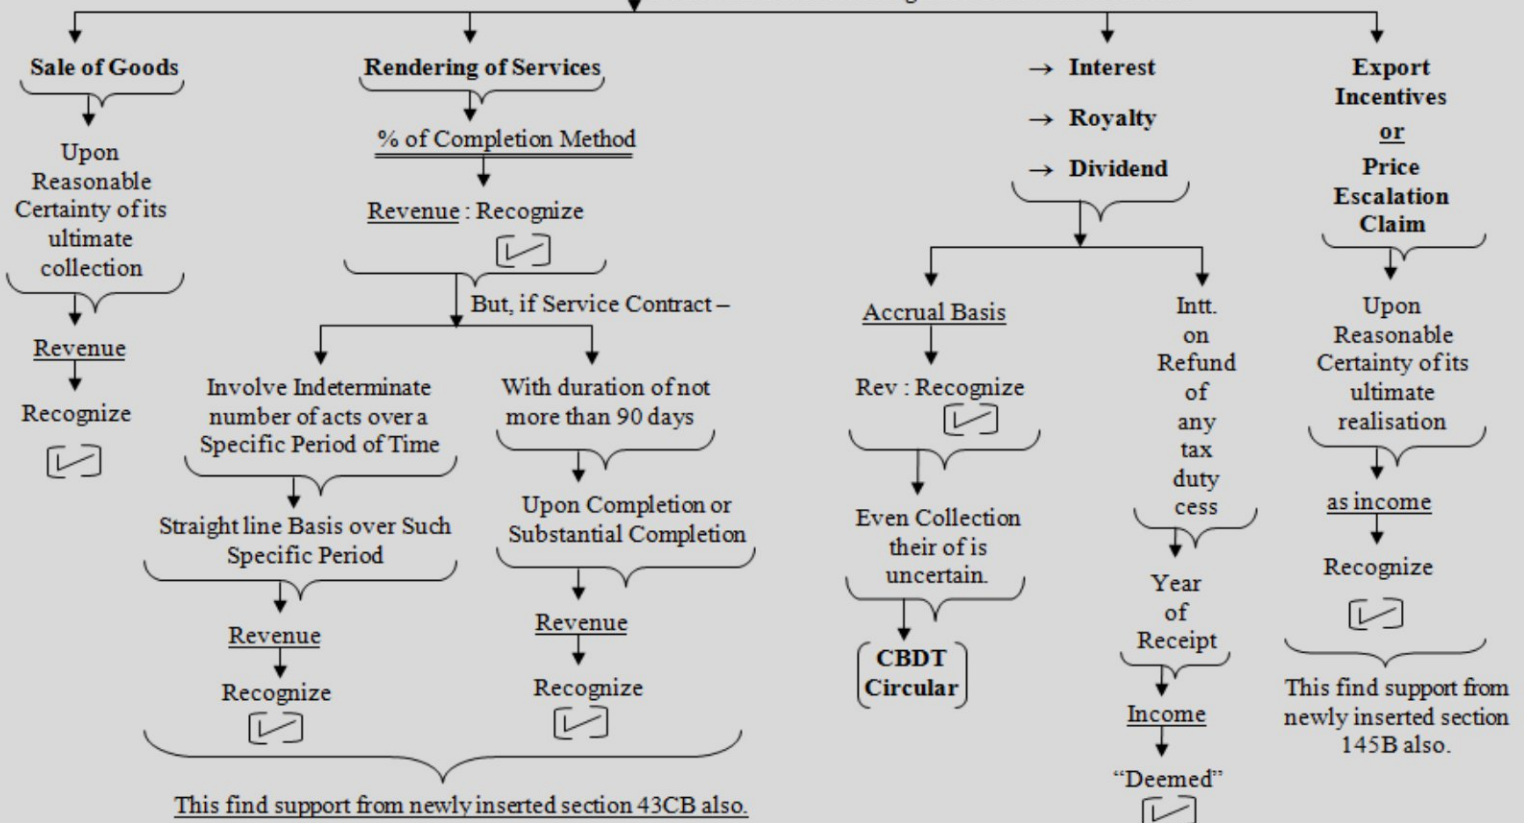 Sale of Goods
Upon
Reasonable
Certainty of its
ultimate
collection
Revenue
Recognize
Rendering of Services
% of Completion Method
Revenue : Recognize
But, if Service Contract –
Involve Indeterminate
number of acts over a
Specific Period of Time
Straight line Basis over Such
Specific Period
Revenue
Recognize
With duration of not
more than 90 days
Upon Completion or
Substantial Completion
Revenue
Recognize
This find support from newly inserted section 43CB also.
→ Interest
→ Royalty
→ Dividend
Accrual Basis
Rev : Recognize
Even Collection
their of is
uncertain.
CBDT
Circular
Intt.
on
Refund
of
any
tax
duty
cess
Year
of
Receipt
Income
“Deemed”
Export
Incentives
or
Price
Escalation
Claim
Upon
Reasonable
Certainty of its
ultimate
realisation
as income
Recognize
This find support from
newly inserted section
145B also.